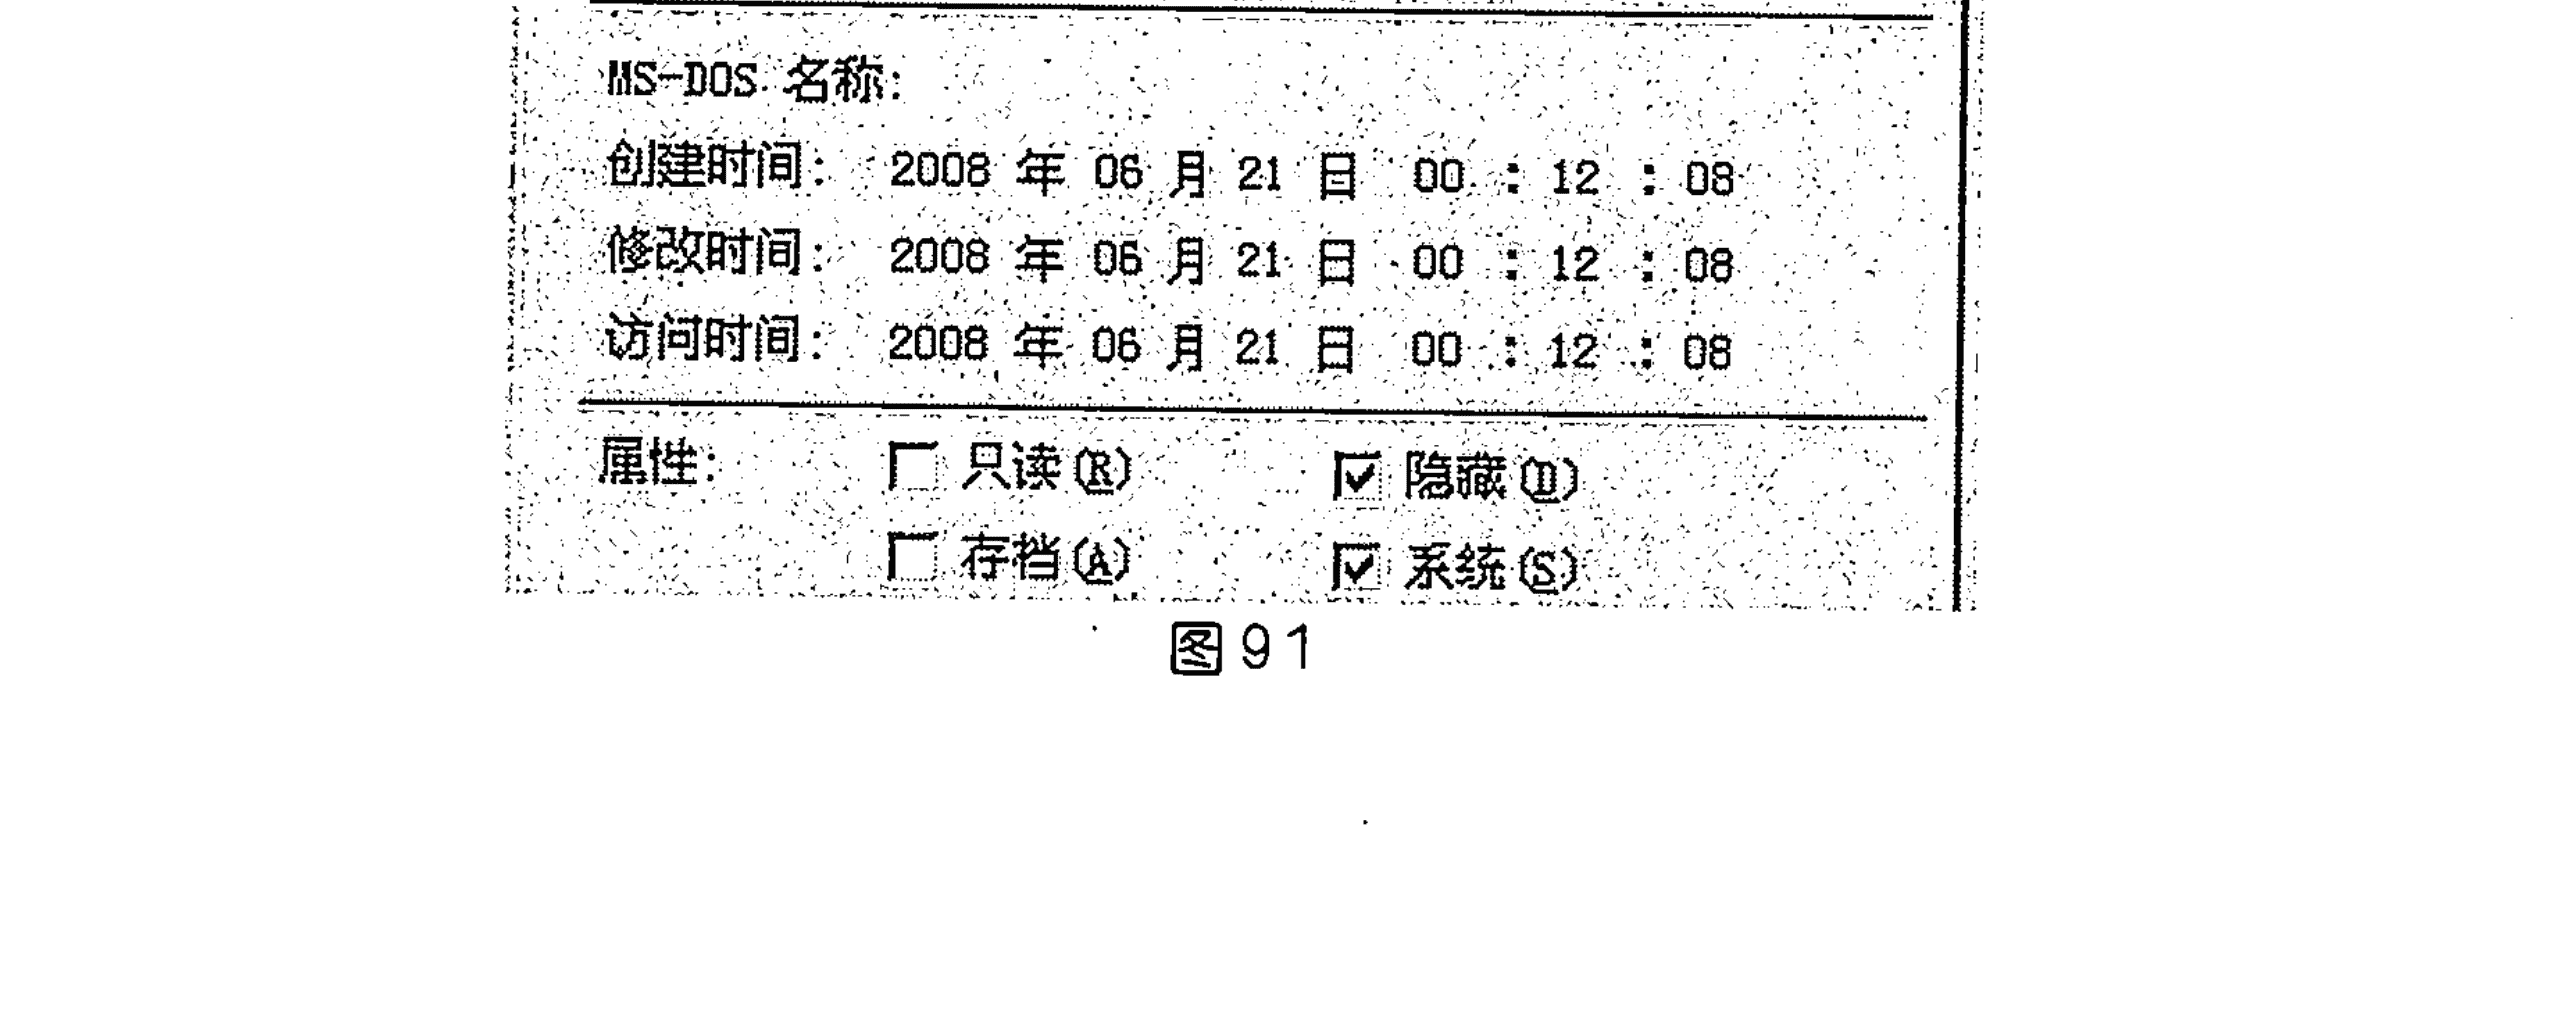 MS-DOS 名称:
创建时间: 2008 年 06 月 21 日 00 : 12 : 08
修改时间: 2008 年 06 月 21 日 00 : 12 : 08
访问时间: 2008 年 06 月 21 日 00 : 12 : 08
属性: 只读(R) 隐藏(D)
存档(A) 系统(S)
图91